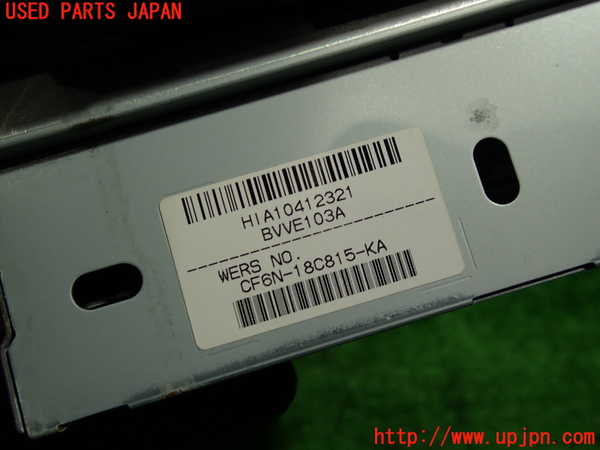 USED PARTS JAPAN
HIA10412321
BVVE103A
WERS NO.
CF6N-18C815-KA
http://www.upjpn.com